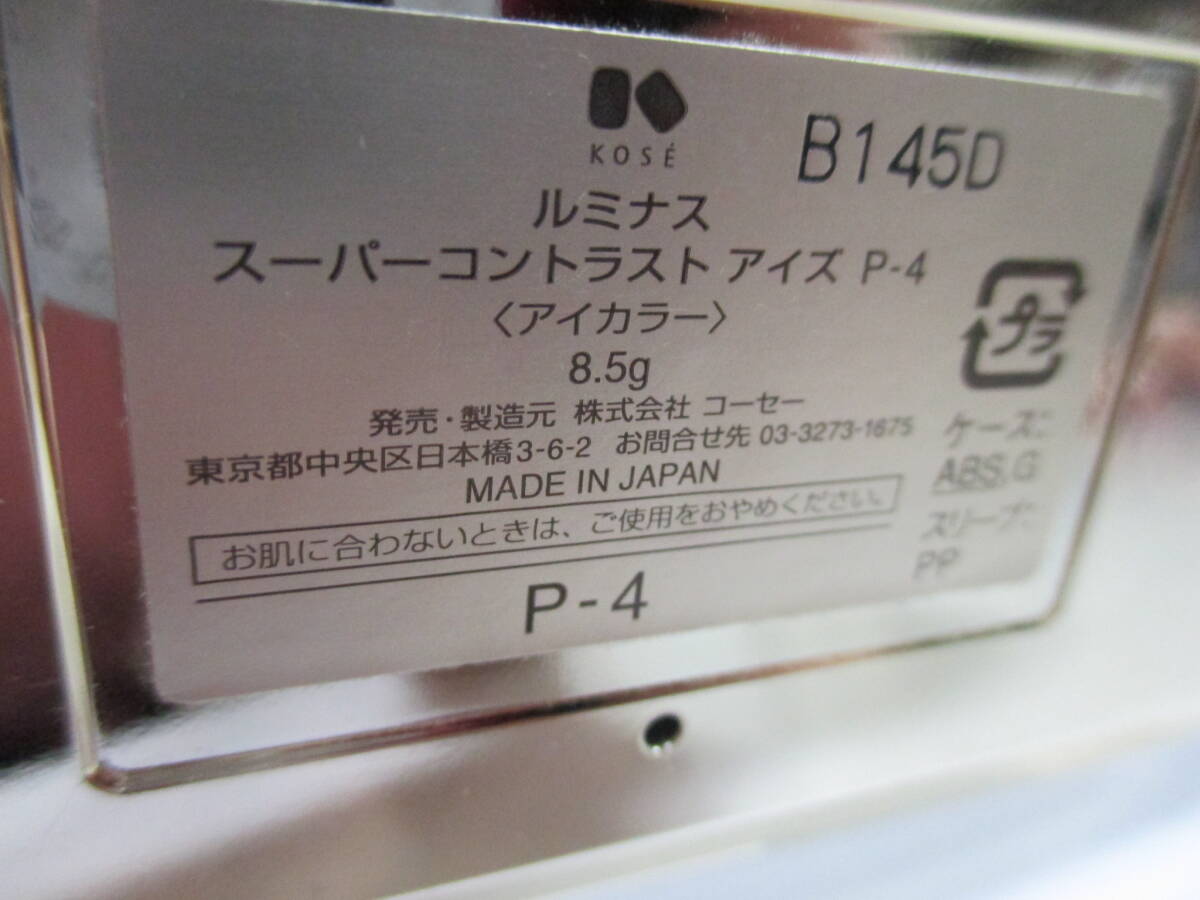 KOSÉ
B145D
ルミナス
スーパーコントラスト アイズ P-4
〈アイカラー〉
8.5g
プラ
発売・製造元 株式会社 コーセー
東京都中央区日本橋3-6-2 お問合せ先 03-3273-1675
MADE IN JAPAN
お肌に合わないときは、ご使用をおやめください。
P-4
ケース:
ABS,G
スリーブ:
PP